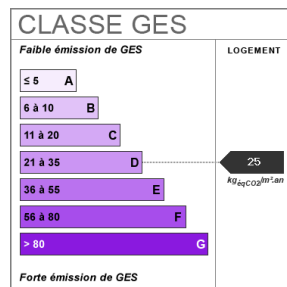 CLASSE GES
Faible émission de GES
LOGEMENT
≤ 5 A
6 à 10 B
11 à 20 C
21 à 35 D
25
kgéqCO2/m².an
36 à 55 E
56 à 80 F
> 80 G
Forte émission de GES